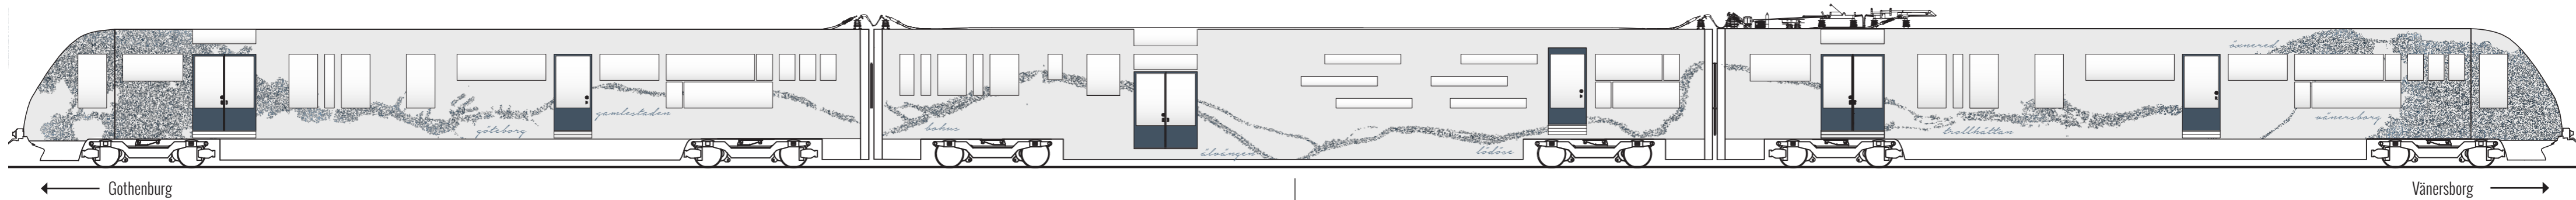 öxnered
göteborg
gamlestaden
bohus
älvängen
lödöse
trollhättan
vänersborg
Gothenburg
Vänersborg